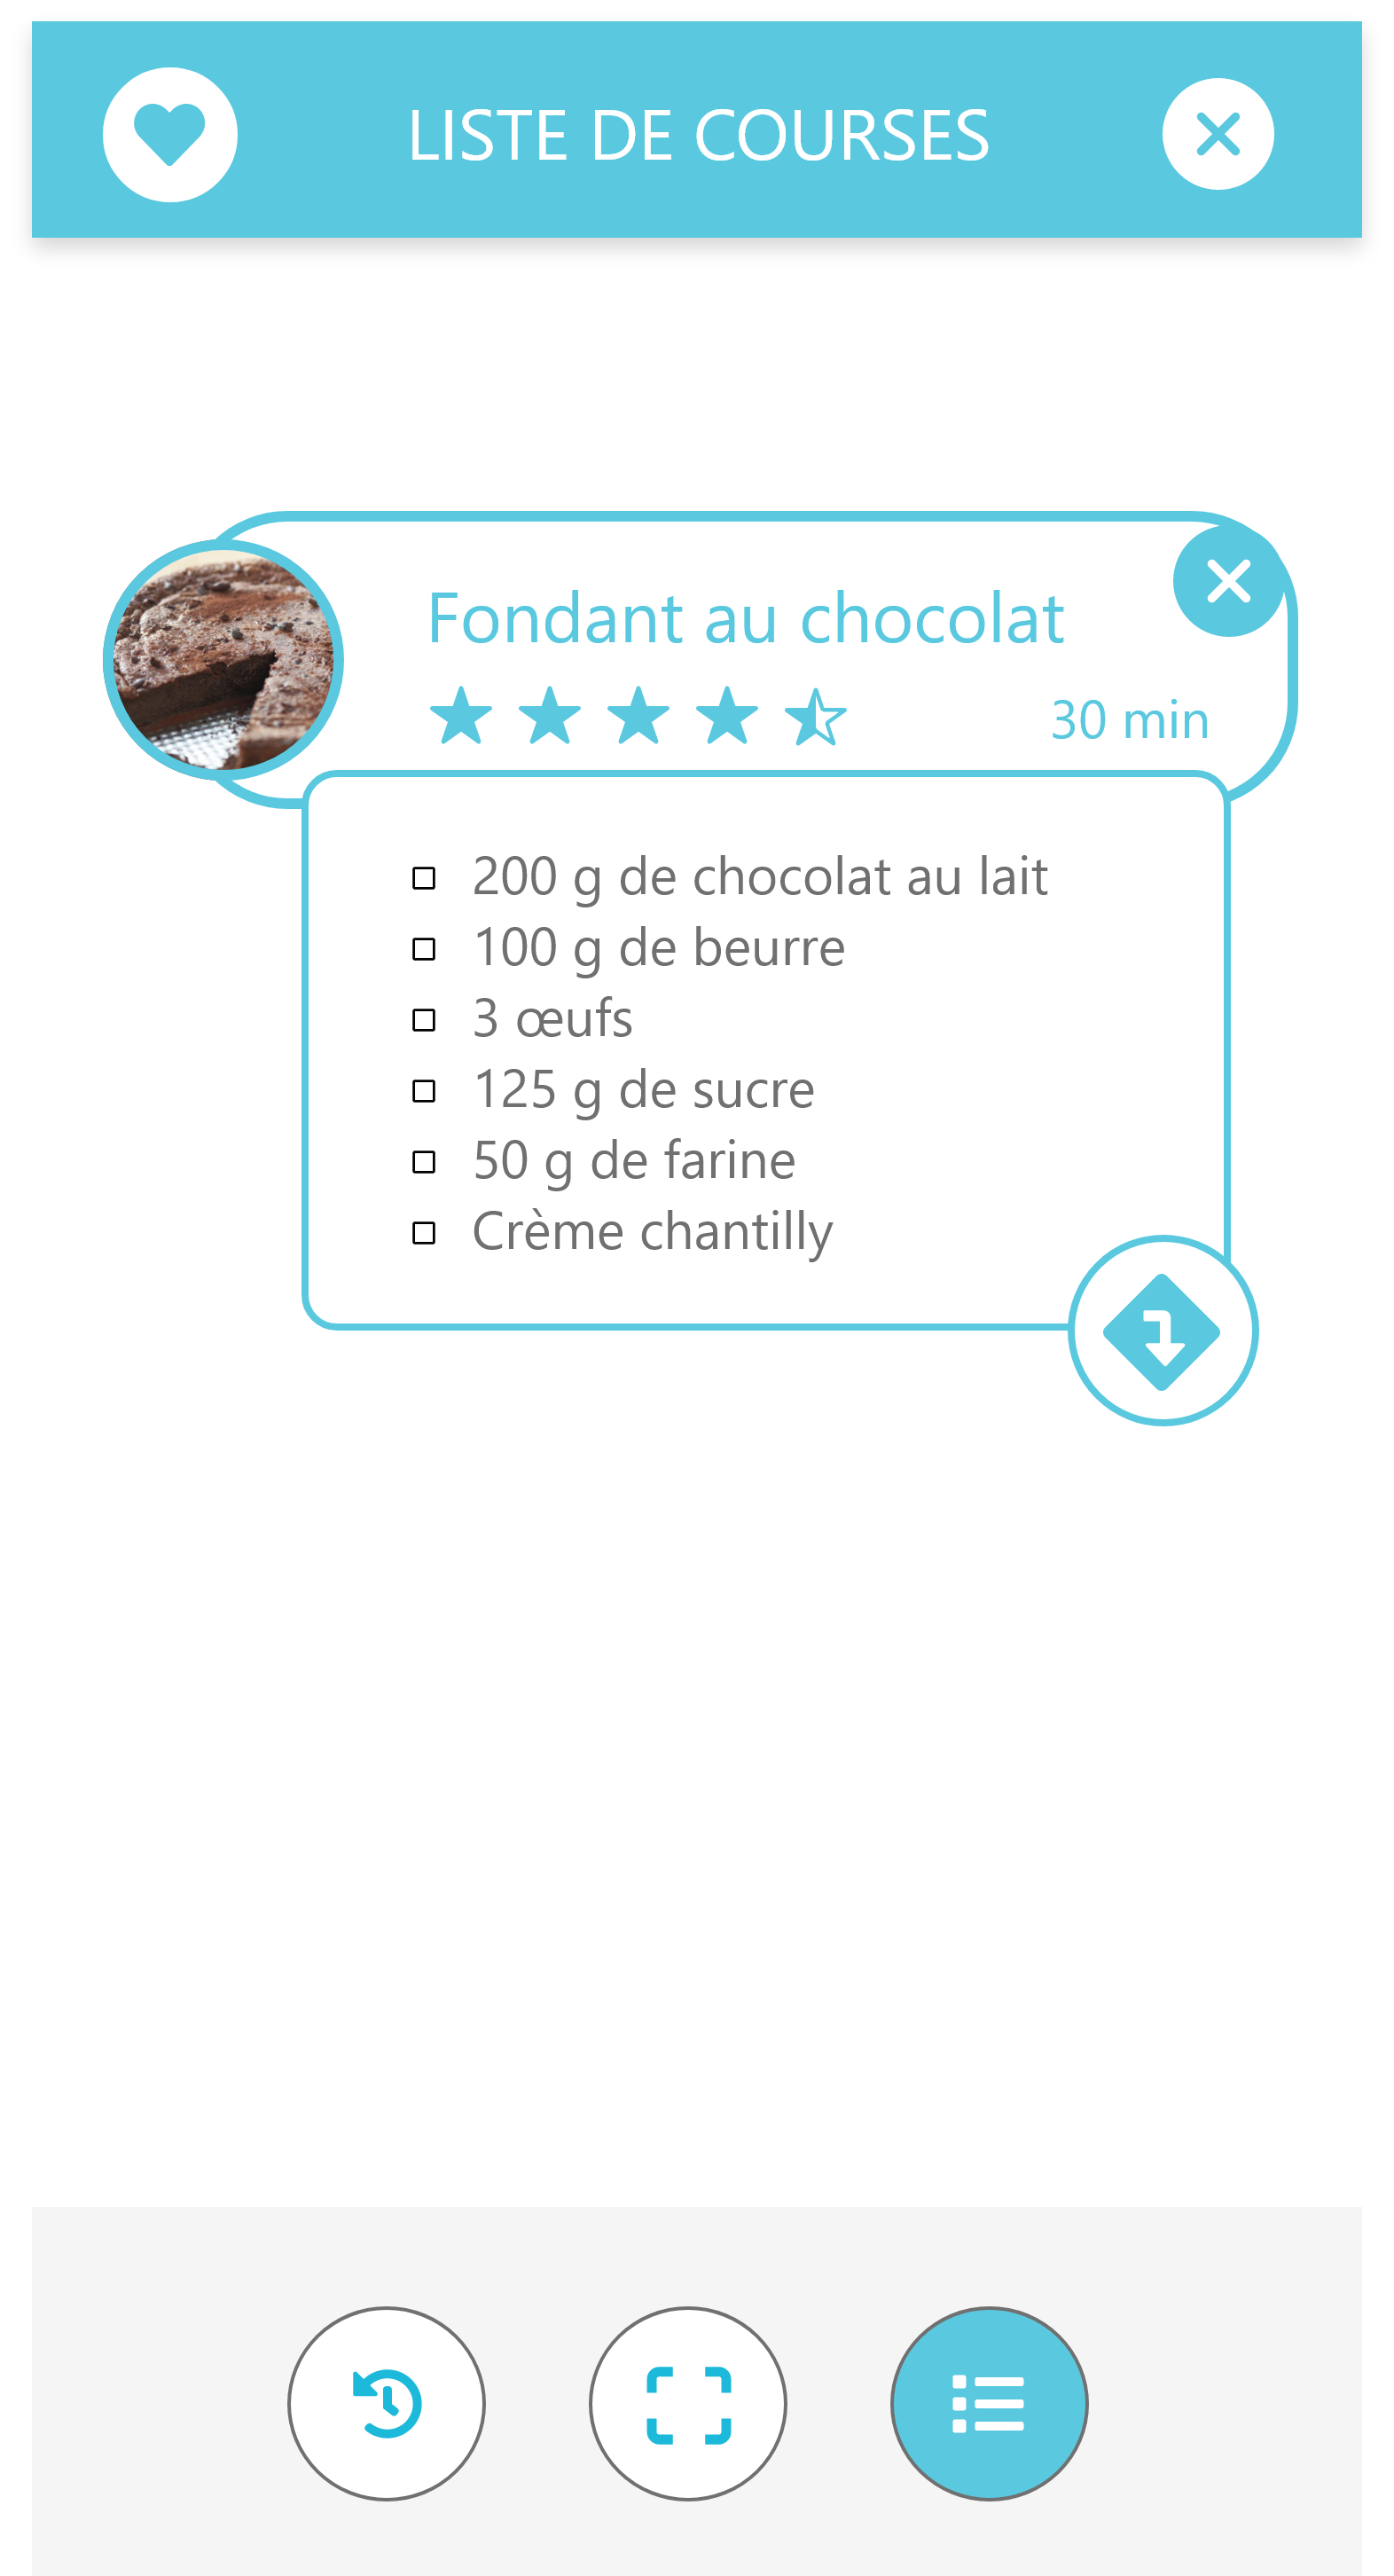 LISTE DE COURSES
Fondant au chocolat
30 min
200 g de chocolat au lait
100 g de beurre
3 œufs
125 g de sucre
50 g de farine
Crème chantilly